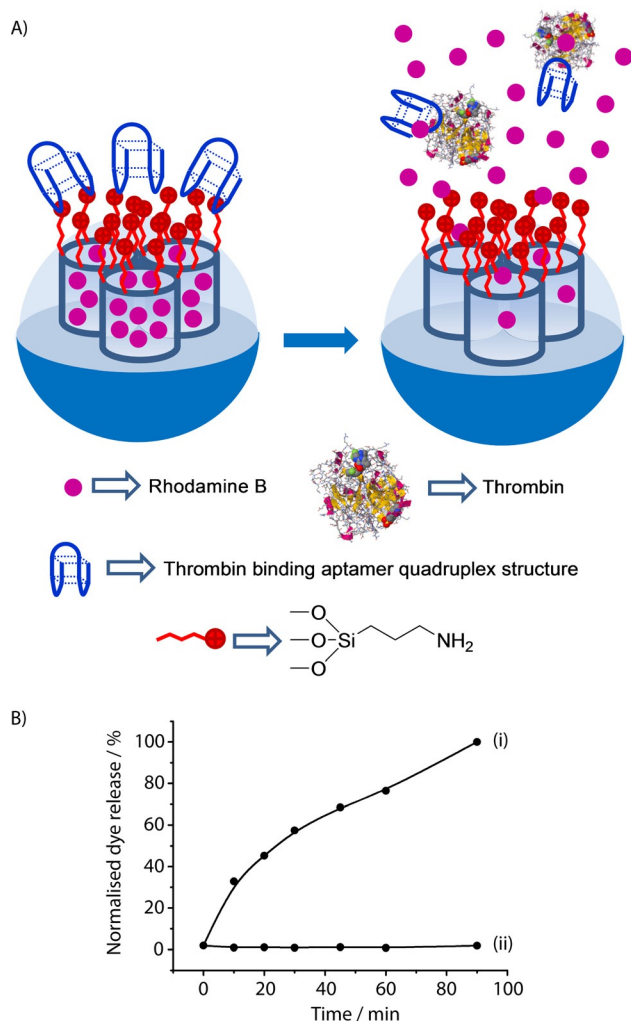 A)
Rhodamine B
Thrombin
Thrombin binding aptamer quadruplex structure
O
O Si NH2
O
B)
Normalised dye release / %
100
80
60
40
20
0
(i)
(ii)
0 20 40 60 80 100
Time / min